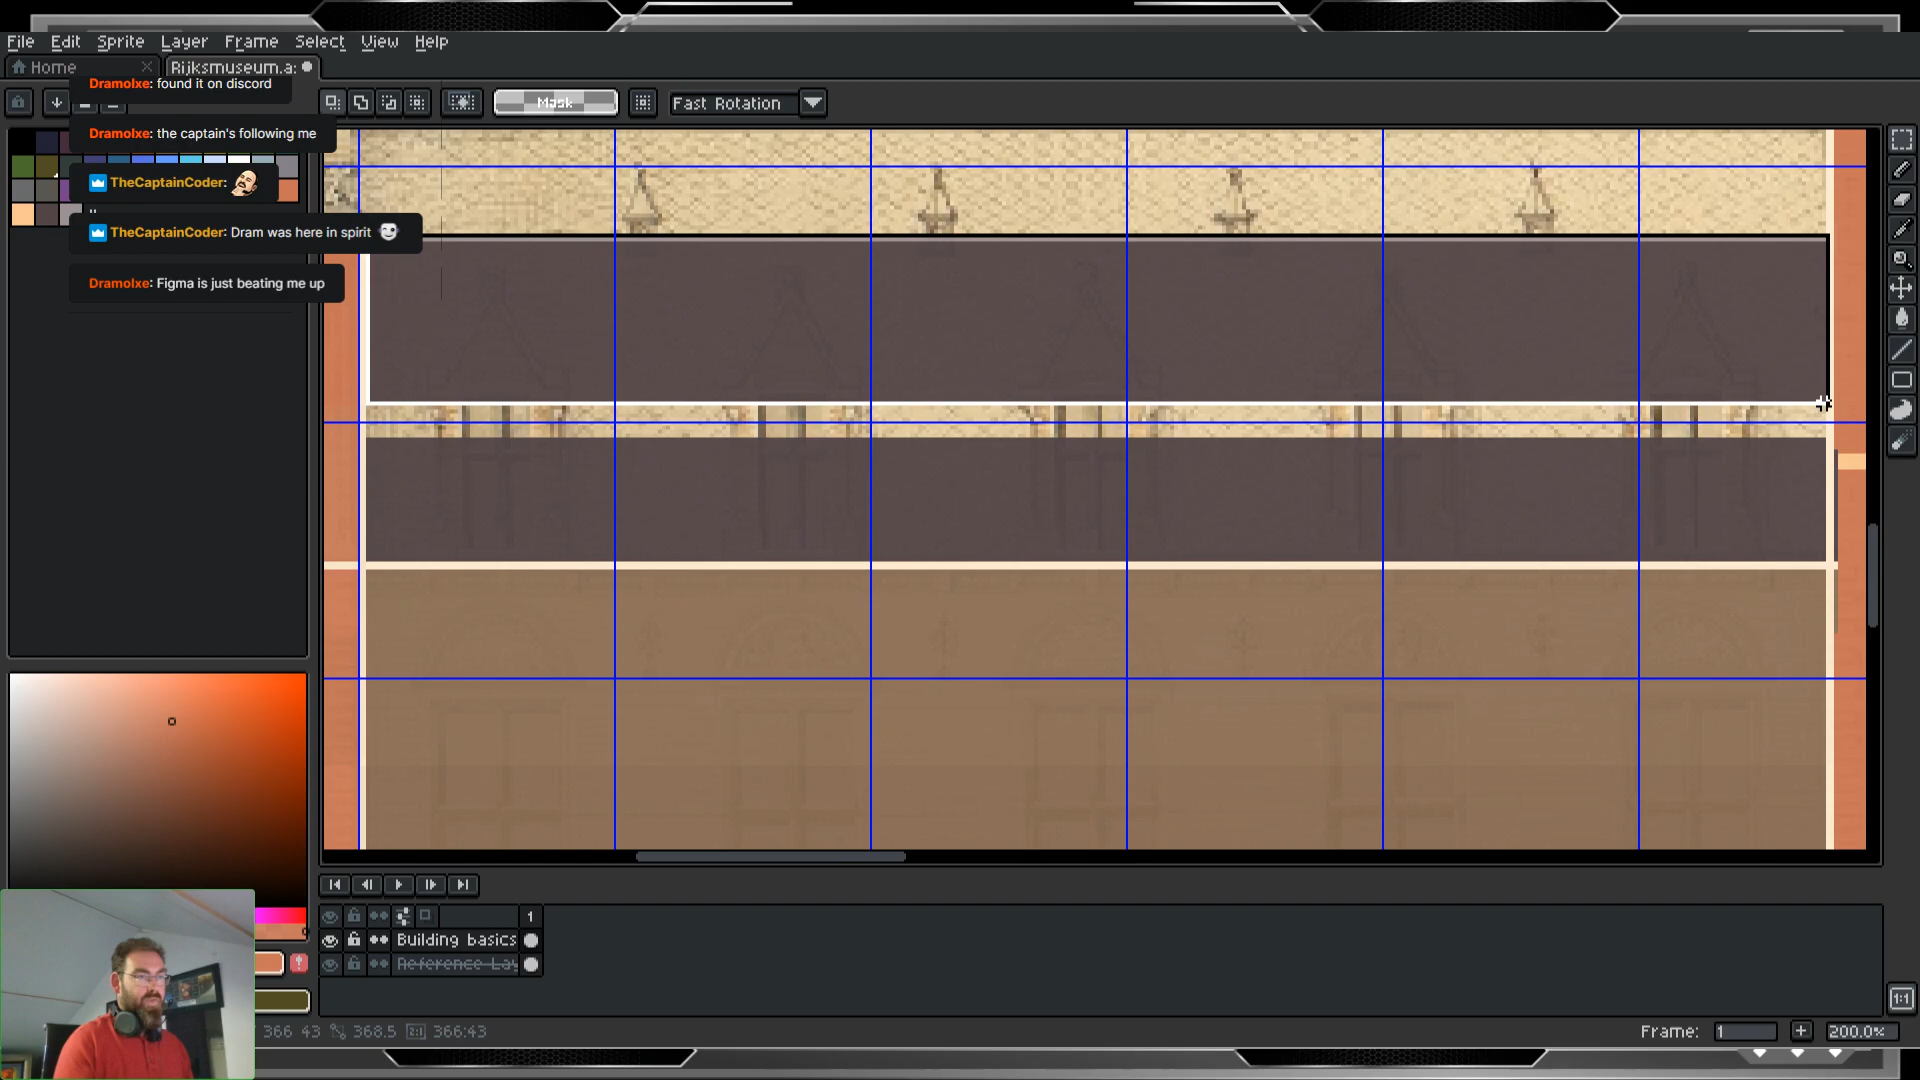 File Edit Sprite Layer Frame Select View Help
Home
Rijksmuseum.a:
Dramolxe: found it on discord
Mask
Fast Rotation
Dramolxe: the captain's following me
TheCaptainCoder:
TheCaptainCoder: Dram was here in spirit
Dramolxe: Figma is just beating me up
1
Building basics
Reference Lay
366 43 368.5 366:43
Frame: 1
200.0%
1:1